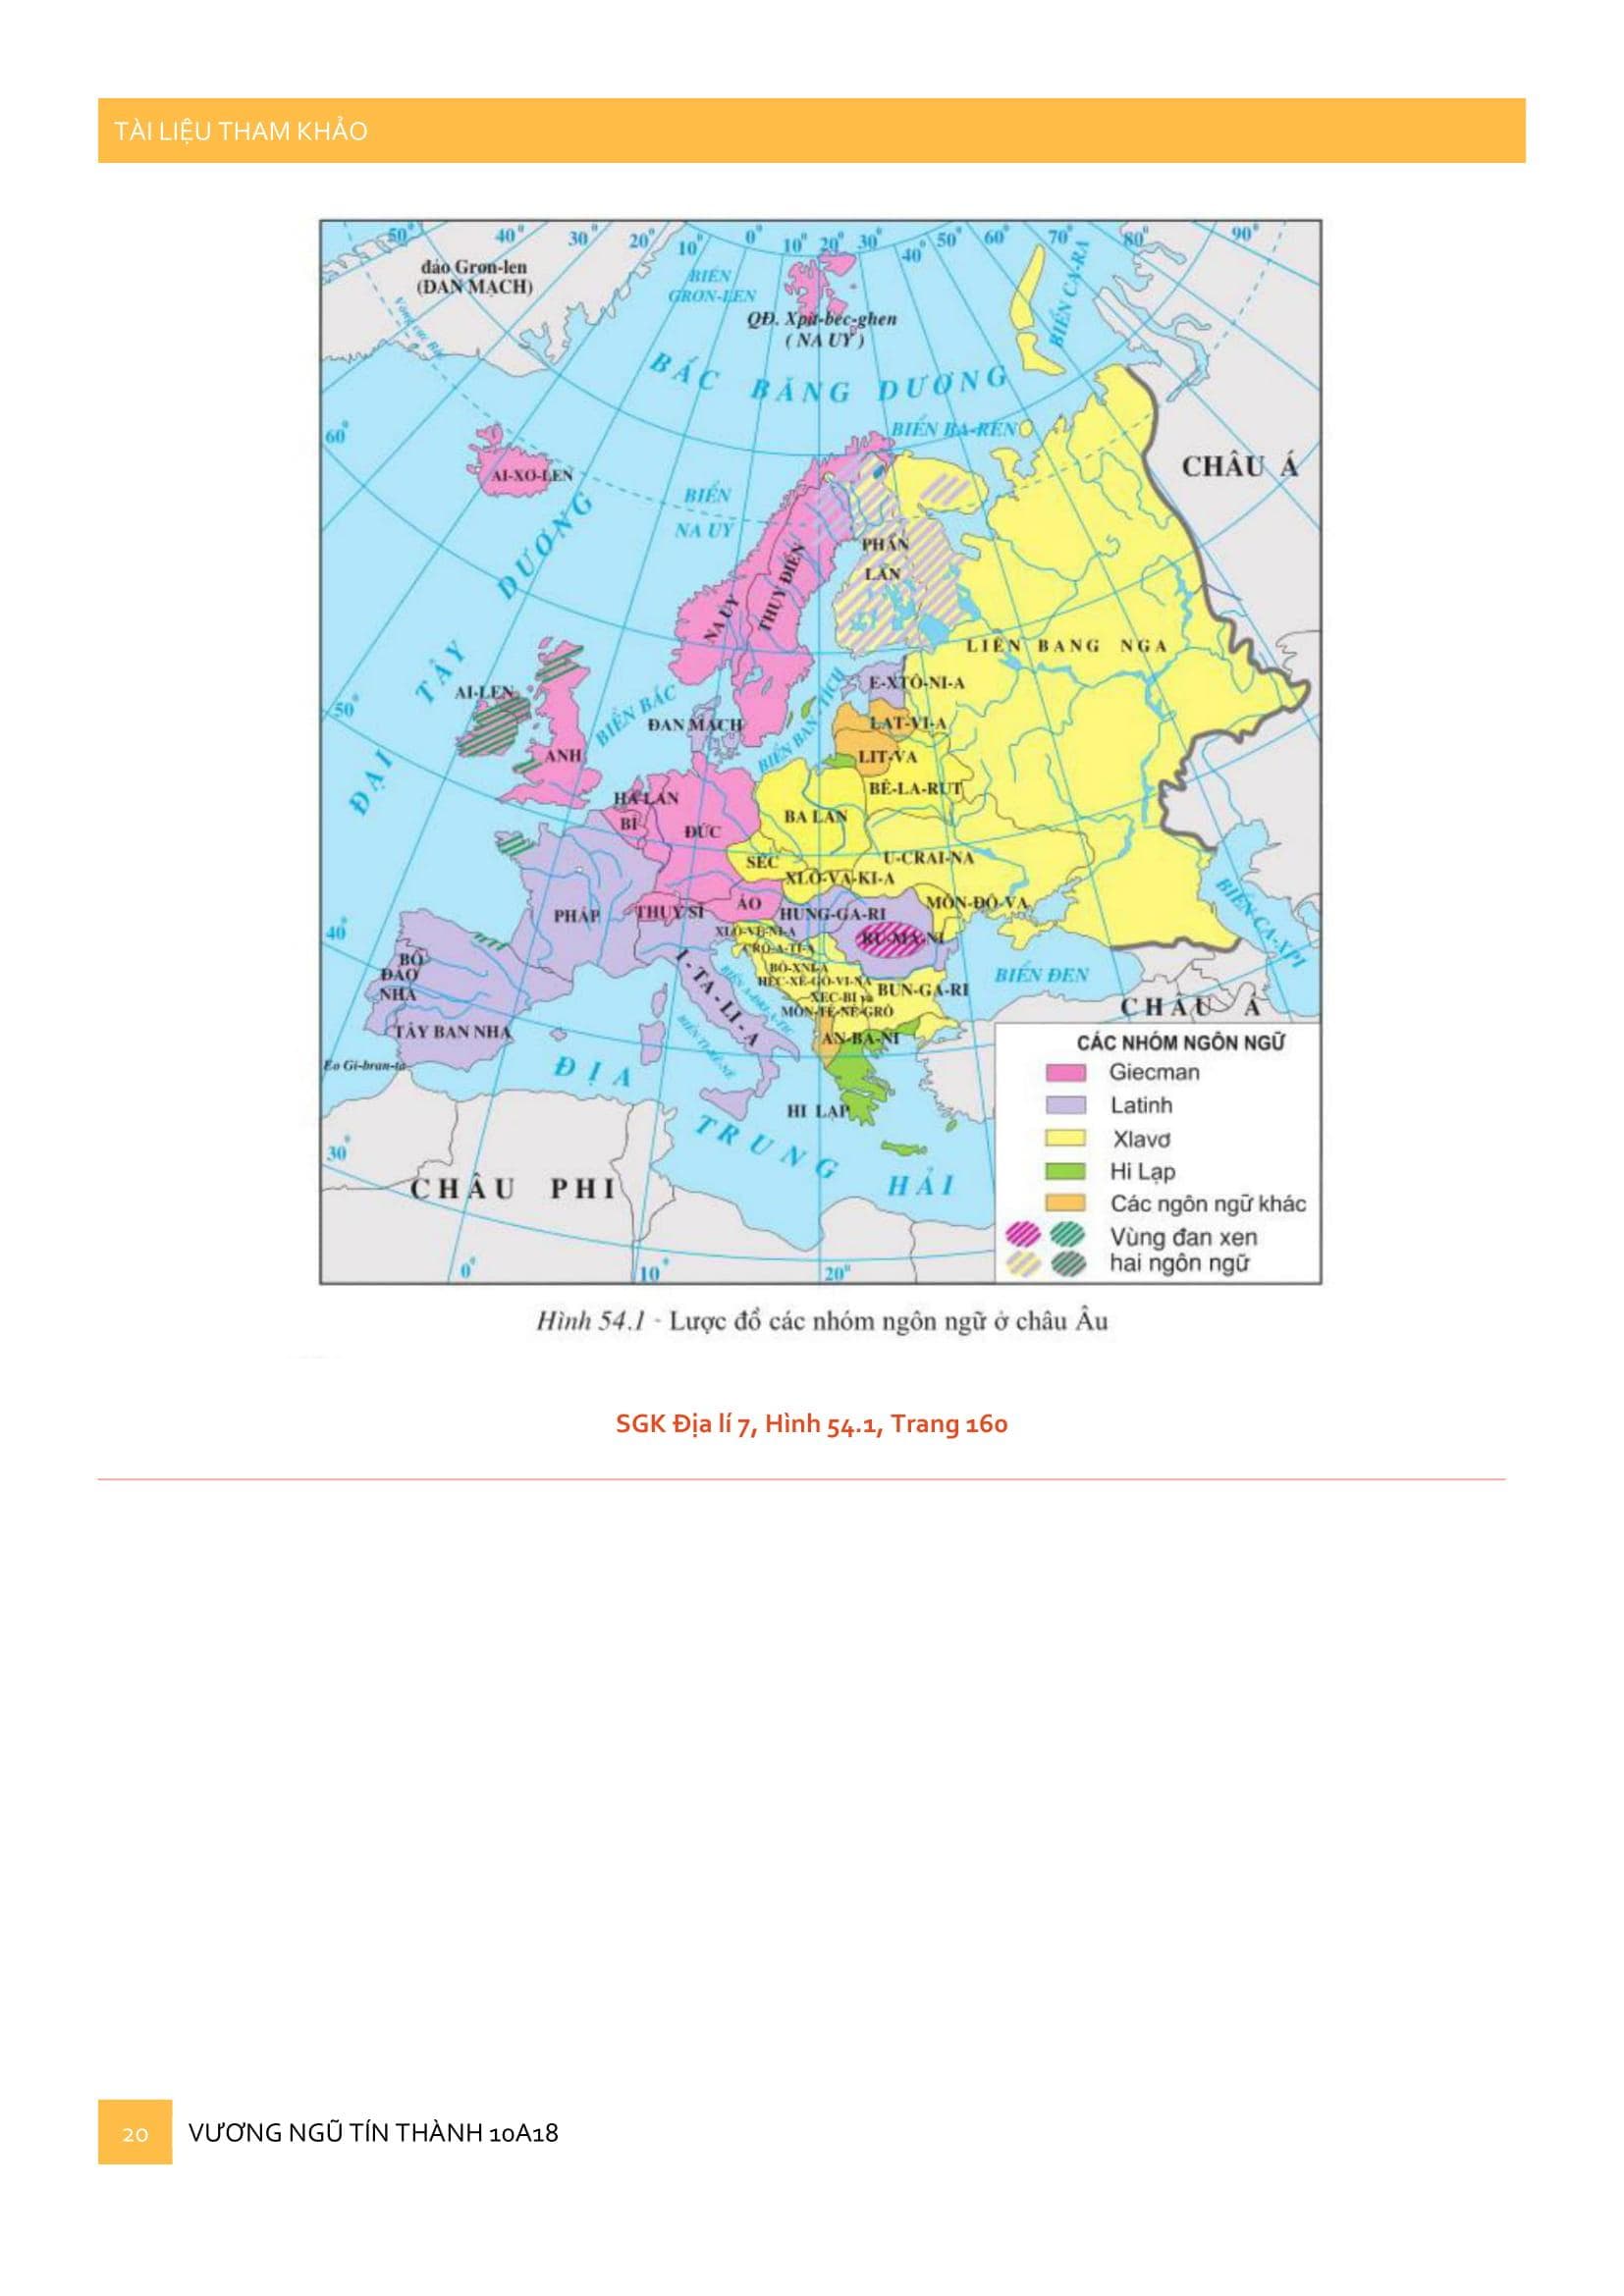 TÀI LIỆU THAM KHẢO
50°
40°
30°
20°
10°
0°
10°
20°
30°
40°
50°
60°
70°
80°
90°
đảo Grơn-len
(ĐAN MẠCH)
BIỂN
GRƠN-LEN
BIỂN CA-RA
QĐ. Xpit-béc-ghen
( NA UY )
BẮC BĂNG DƯƠNG
BIỂN BA-REN
60°
CHÂU Á
AI-XƠ-LEN
BIỂN
NA UY
PHẦN
LAN
THUỴ ĐIỂN
NA UY
LIÊN BANG NGA
ĐẠI TÂY DƯƠNG
50°
AI-LEN
BIỂN BẮC
ĐAN MẠCH
BIỂN BAN-TÍCH
E-XTÔ-NI-A
LAT-VI-A
LIT-VA
ANH
BÊ-LA-RUT
HÀ LAN
BỈ
ĐỨC
BA LAN
SÉC
U-CRAI-NA
XLÔ-VA-KI-A
PHÁP
THUỴ SĨ
ÁO
HUNG-GA-RI
MÔN-ĐÔ-VA
BIỂN CA-XPI
40°
XLÔ-VÊ-NI-A
CRÔ-A-TI-A
RU-MA-NI
BỒ
ĐÀO
NHA
I-TA-LI-A
BIỂN A-ĐRI-A-TIC
BÔ-XNI-A
HÉC-XÊ-GÔ-VI-NA
XÉC-BI và
MÔN-TÊ-NÊ-GRÔ
BUN-GA-RI
BIỂN ĐEN
CHÂU Á
TÂY BAN NHA
AN-BA-NI
Eo Gi-bran-ta
ĐỊA TRUNG HẢI
HI LẠP
30°
CHÂU PHI
0°
10°
20°
CÁC NHÓM NGÔN NGỮ
Giecman
Latinh
Xlavơ
Hi Lạp
Các ngôn ngữ khác
Vùng đan xen
hai ngôn ngữ
Hình 54.1 - Lược đồ các nhóm ngôn ngữ ở châu Âu
SGK Địa lí 7, Hình 54.1, Trang 160
20
VƯƠNG NGŨ TÍN THÀNH 10A18